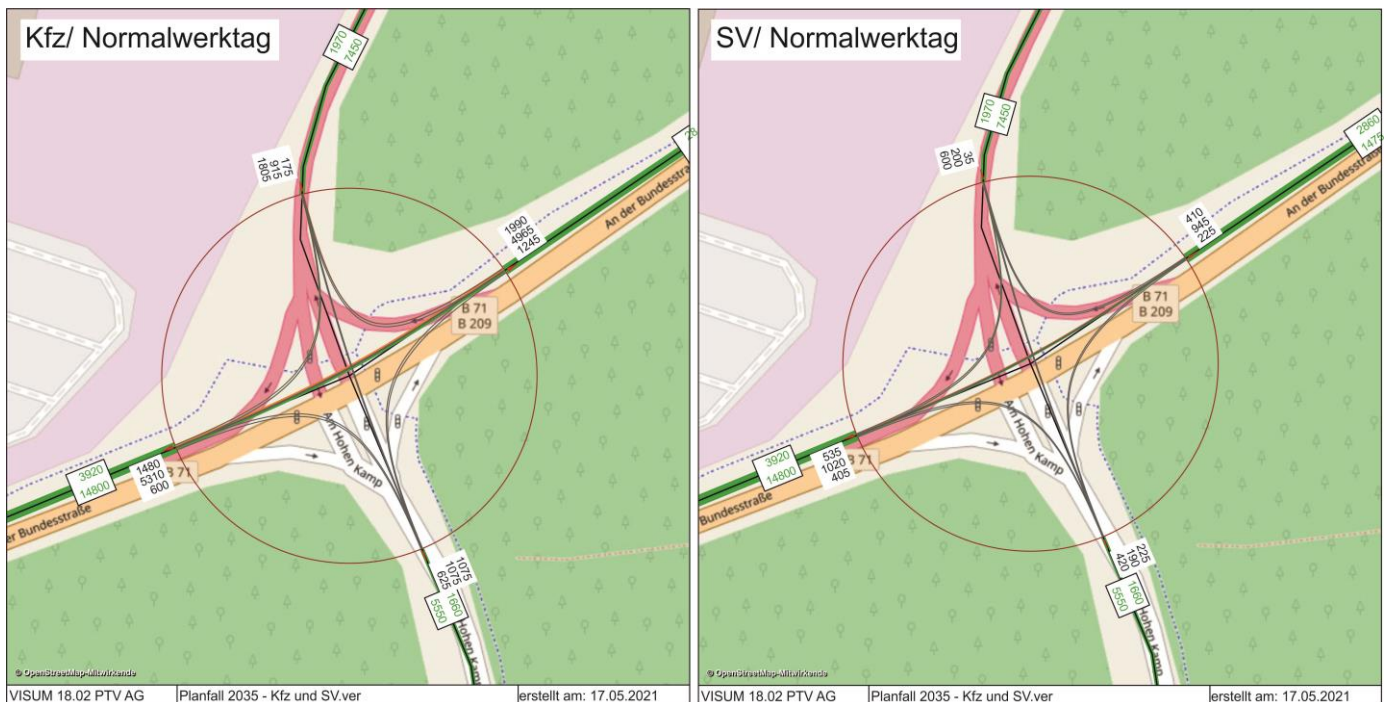 Kfz/ Normalwerktag
1970
7450
175
915
1805
1990
4965
1245
An der Bundesstraße
B 71
B 209
3920
14800
1480
5310
600
B 71
Am Hohen Kamp
er Bundesstraße
1075
1075
625
1660
5550
Hohen Kamp
© OpenStreetMap-Mitwirkende
VISUM 18.02 PTV AG
Planfall 2035 - Kfz und SV.ver
erstellt am: 17.05.2021
SV/ Normalwerktag
1970
7450
35
200
600
2860
1475
410
945
225
An der Bundesstraße
B 71
B 209
3920
14800
535
1020
405
B 71
Am Hohen Kamp
Bundesstraße
225
190
420
1660
5550
Hohen Kamp
© OpenStreetMap-Mitwirkende
VISUM 18.02 PTV AG
Planfall 2035 - Kfz und SV.ver
erstellt am: 17.05.2021